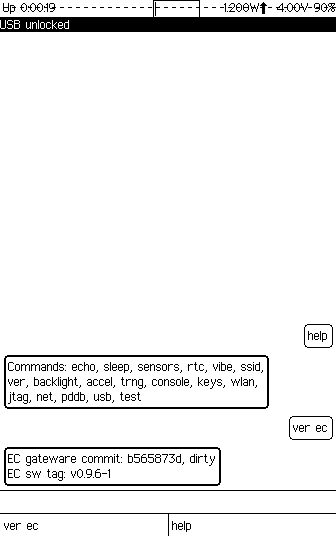 Up 0:00:19 1.200W 4.00V 90%
USB unlocked
help
Commands: echo, sleep, sensors, rtc, vibe, ssid,
ver, backlight, accel, trng, console, keys, wlan,
jtag, net, pddb, usb, test
ver ec
EC gateware commit: b565873d, dirty
EC sw tag: v0.9.6-1
ver ec help